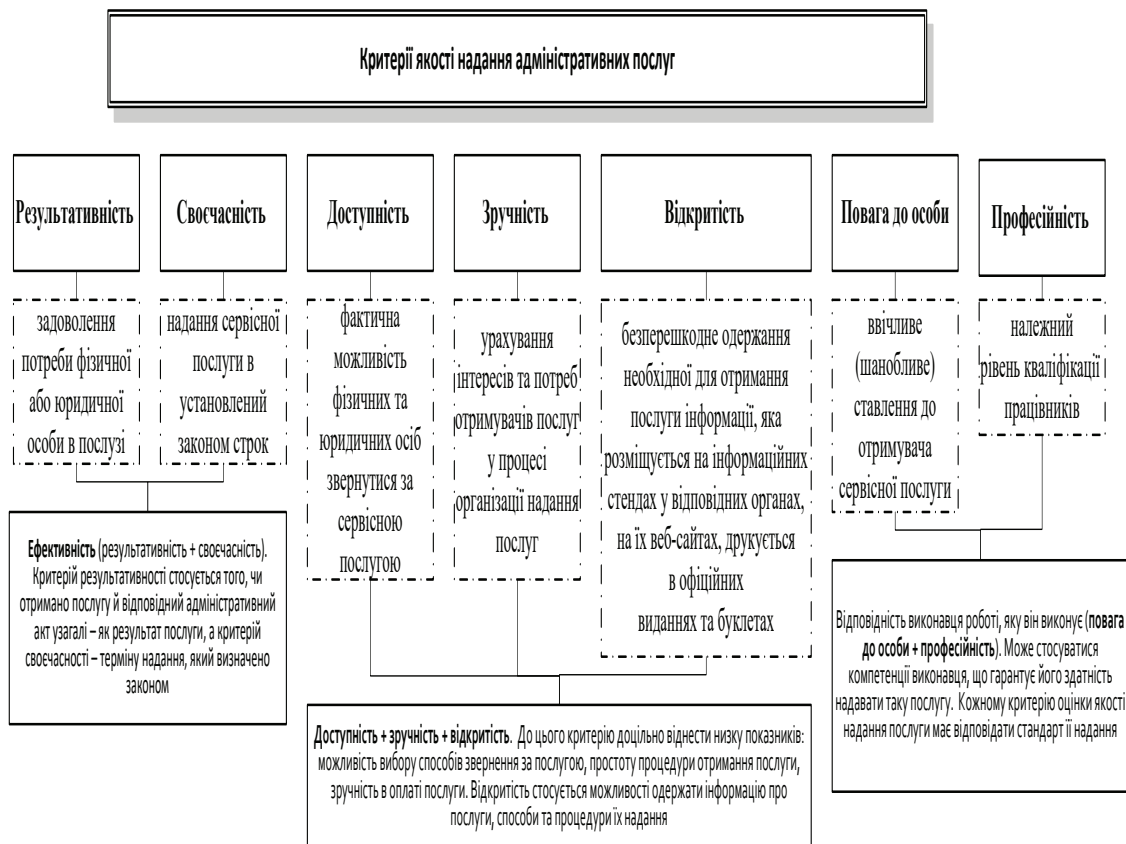 Критерії якості надання адміністративних послуг
Результативність
Своєчасність
Доступність
Зручність
Відкритість
Повага до особи
Професійність
задоволення
потреби фізичної
або юридичної
особи в послузі
надання сервісної
послуги в
установлений
законом строк
фактична
можливість
фізичних та
юридичних осіб
звернутися за
сервісною
послугою
урахування
інтересів та потреб
отримувачів послуг
у процесі
організації надання
послуг
безперешкодне одержання
необхідної для отримання
послуги інформації, яка
розміщується на інформаційних
стендах у відповідних органах,
на їх веб-сайтах, друкується
в офіційних
виданнях та буклетах
ввічливе
(шанобливе)
ставлення до
отримувача
сервісної послуги
належний
рівень кваліфікації
працівників
Ефективність (результативність + своєчасність).
Критерій результативності стосується того, чи
отримано послугу й відповідний адміністративний
акт узагалі – як результат послуги, а критерій
своєчасності – терміну надання, який визначено
законом
Доступність + зручність + відкритість. До цього критерію доцільно віднести низку показників:
можливість вибору способів звернення за послугою, простоту процедури отримання послуги,
зручність в оплаті послуги. Відкритість стосується можливості одержати інформацію про
послуги, способи та процедури їх надання
Відповідність виконавця роботі, яку він виконує (повага
до особи + професійність). Може стосуватися
компетенції виконавця, що гарантує його здатність
надавати таку послугу. Кожному критерію оцінки якості
надання послуги має відповідати стандарт її надання